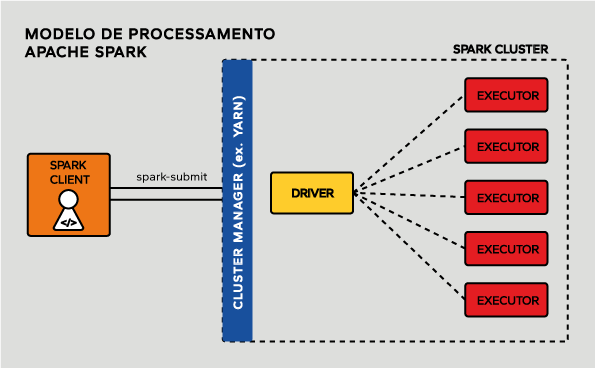 MODELO DE PROCESSAMENTO
APACHE SPARK
SPARK CLUSTER
SPARK
CLIENT
</>
spark-submit
CLUSTER MANAGER (ex. YARN)
DRIVER
EXECUTOR
EXECUTOR
EXECUTOR
EXECUTOR
EXECUTOR